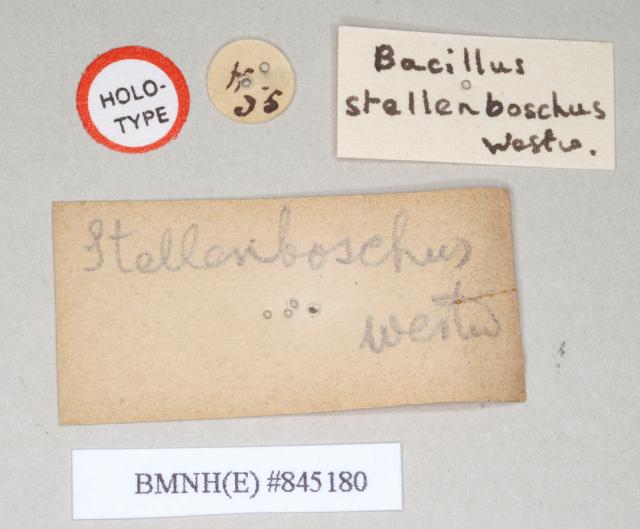 HOLO-
TYPE
Bacillus
stellenboschus
Westw.
Stellenboschus
westw
BMNH(E) #845180